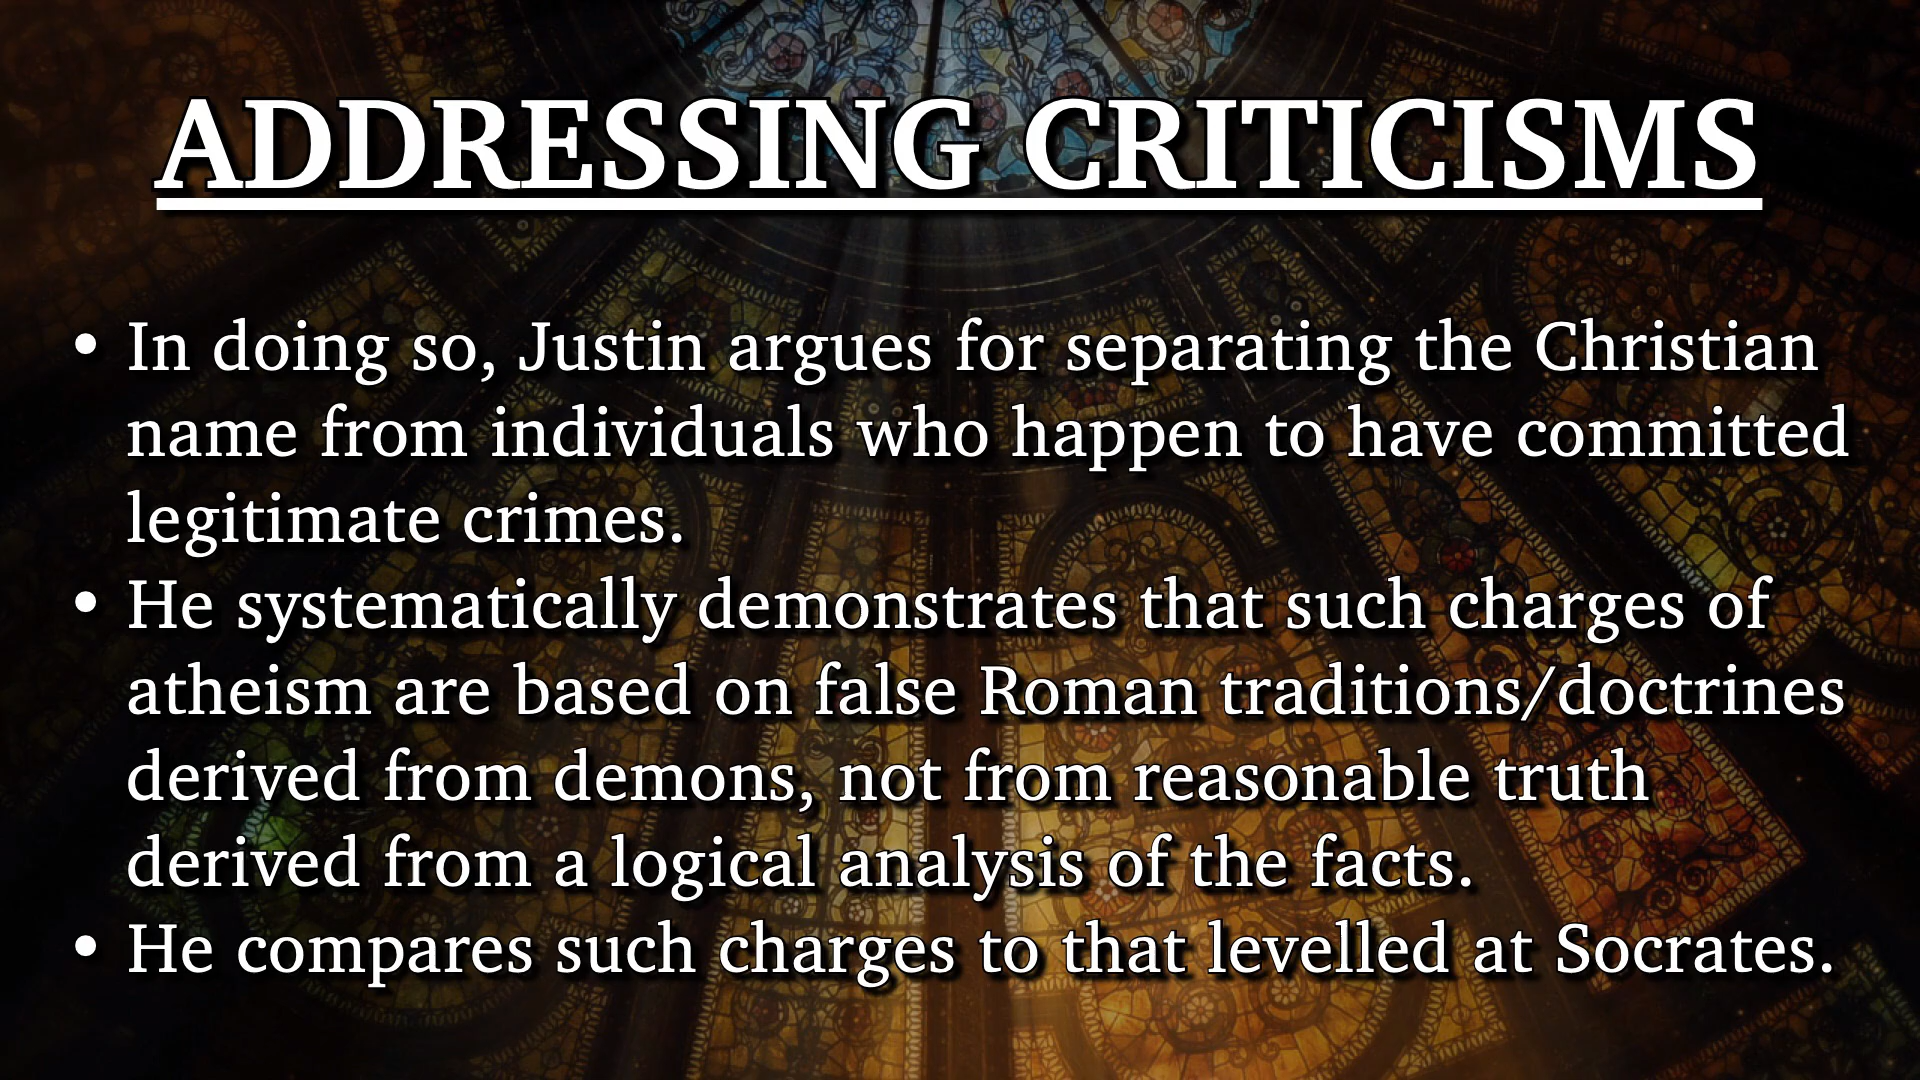 ADDRESSING CRITICISMS
• In doing so, Justin argues for separating the Christian
name from individuals who happen to have committed
legitimate crimes.
• He systematically demonstrates that such charges of
atheism are based on false Roman traditions/doctrines
derived from demons, not from reasonable truth
derived from a logical analysis of the facts.
• He compares such charges to that levelled at Socrates.